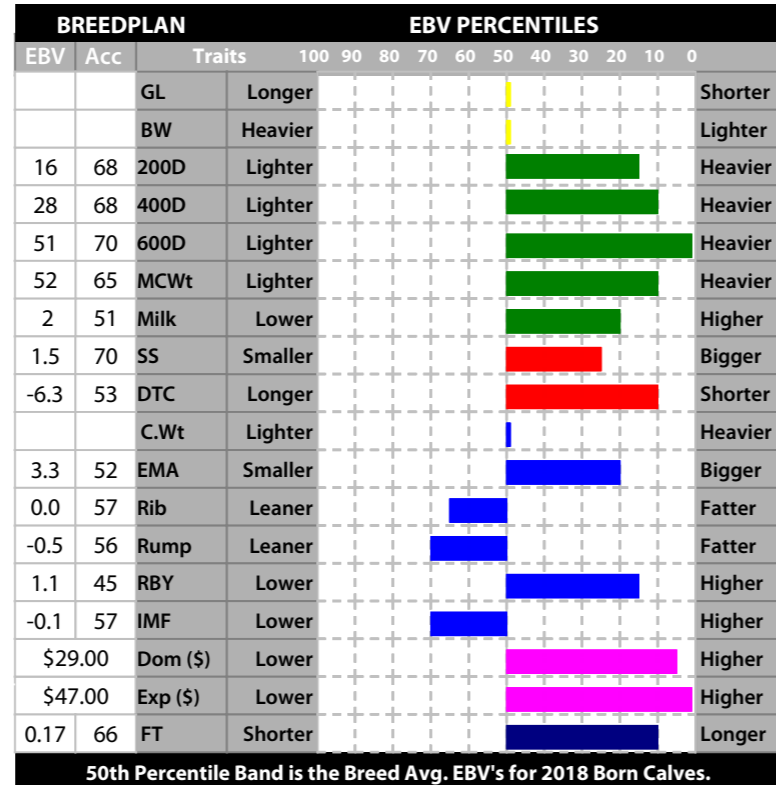 BREEDPLAN EBV PERCENTILES
EBV Acc Traits 100 90 80 70 60 50 40 30 20 10 0
GL Longer Shorter
BW Heavier Lighter
16 68 200D Lighter Heavier
28 68 400D Lighter Heavier
51 70 600D Lighter Heavier
52 65 MCWt Lighter Heavier
2 51 Milk Lower Higher
1.5 70 SS Smaller Bigger
-6.3 53 DTC Longer Shorter
C.Wt Lighter Heavier
3.3 52 EMA Smaller Bigger
0.0 57 Rib Leaner Fatter
-0.5 56 Rump Leaner Fatter
1.1 45 RBY Lower Higher
-0.1 57 IMF Lower Higher
$29.00 Dom ($) Lower Higher
$47.00 Exp ($) Lower Higher
0.17 66 FT Shorter Longer
50th Percentile Band is the Breed Avg. EBV's for 2018 Born Calves.